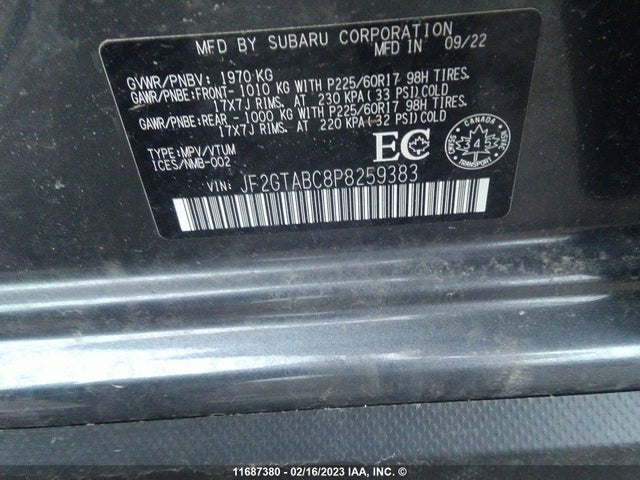 MFD BY SUBARU CORPORATION
MFD IN 09/22
GVWR/PNBV: 1970 KG
GAWR/PNBE: FRONT- 1010 KG WITH P225/60R17 98H TIRES.
17X7J RIMS. AT 230 KPA (33 PSI) COLD
GAWR/PNBE: REAR - 1000 KG WITH P225/60R17 98H TIRES.
17X7J RIMS. AT 220 KPA (32 PSI) COLD
TYPE: MPV/VTUM
ICES/NMB-002
EC
CANADA
4
TRANSPORT
VIN: JF2GTABC8P8259383
11687380 - 02/16/2023 IAA, INC. ©